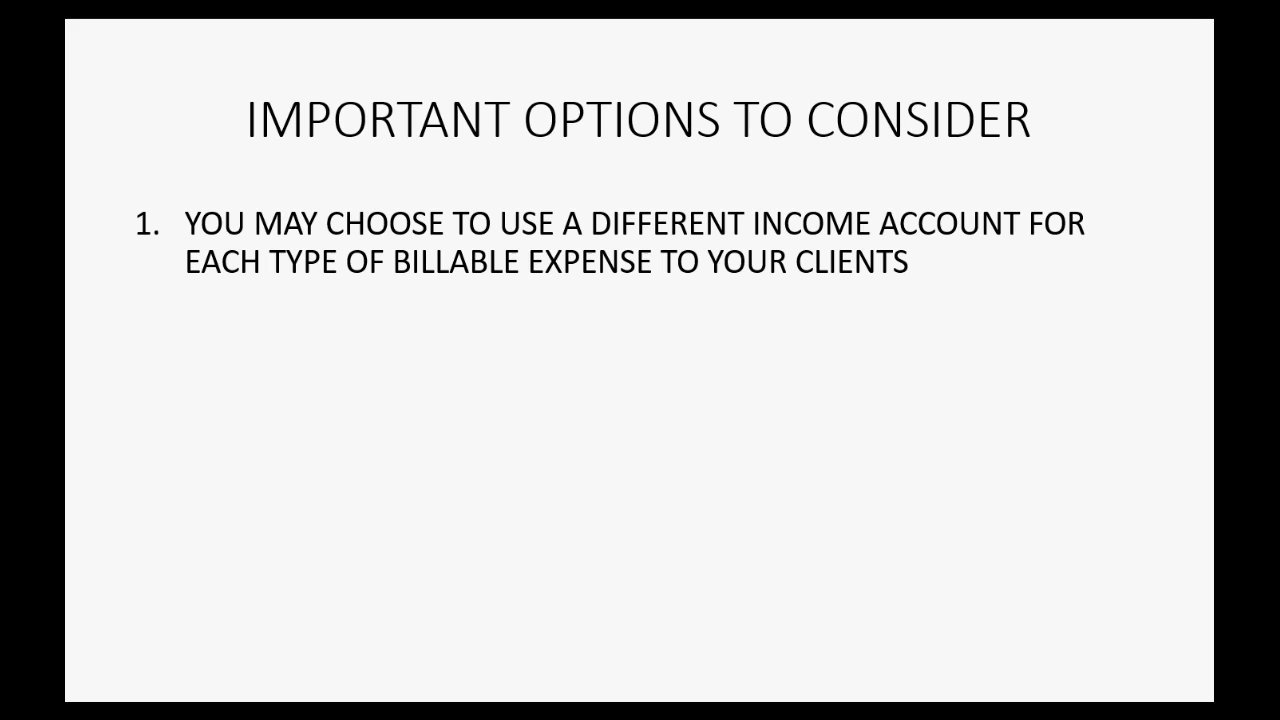 IMPORTANT OPTIONS TO CONSIDER
1. YOU MAY CHOOSE TO USE A DIFFERENT INCOME ACCOUNT FOR
EACH TYPE OF BILLABLE EXPENSE TO YOUR CLIENTS